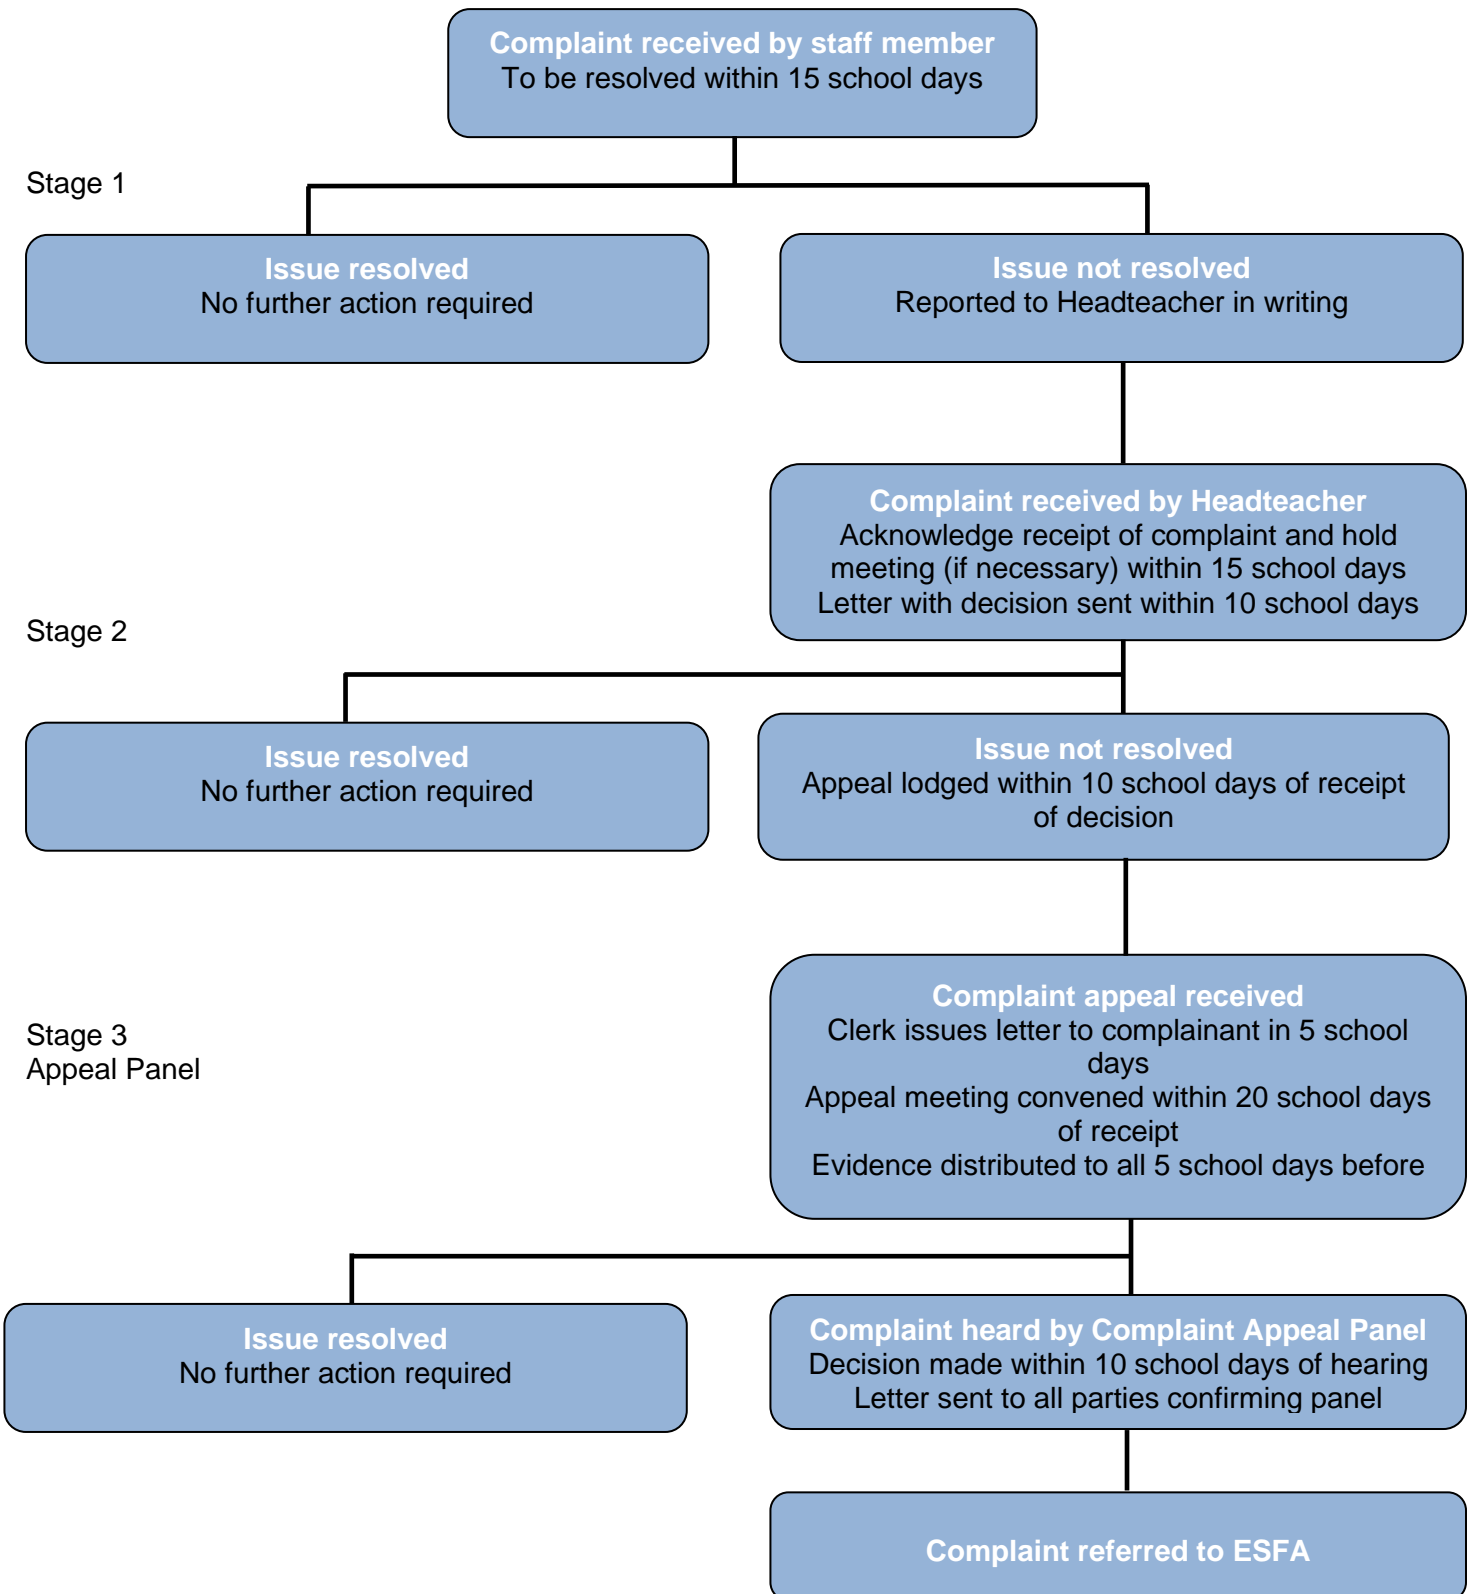 Complaint received by staff member
To be resolved within 15 school days
Stage 1
Issue resolved
No further action required
Issue not resolved
Reported to Headteacher in writing
Complaint received by Headteacher
Acknowledge receipt of complaint and hold
meeting (if necessary) within 15 school days
Letter with decision sent within 10 school days
Stage 2
Issue resolved
No further action required
Issue not resolved
Appeal lodged within 10 school days of receipt
of decision
Stage 3
Appeal Panel
Complaint appeal received
Clerk issues letter to complainant in 5 school
days
Appeal meeting convened within 20 school days
of receipt
Evidence distributed to all 5 school days before
Issue resolved
No further action required
Complaint heard by Complaint Appeal Panel
Decision made within 10 school days of hearing
Letter sent to all parties confirming panel
Complaint referred to ESFA